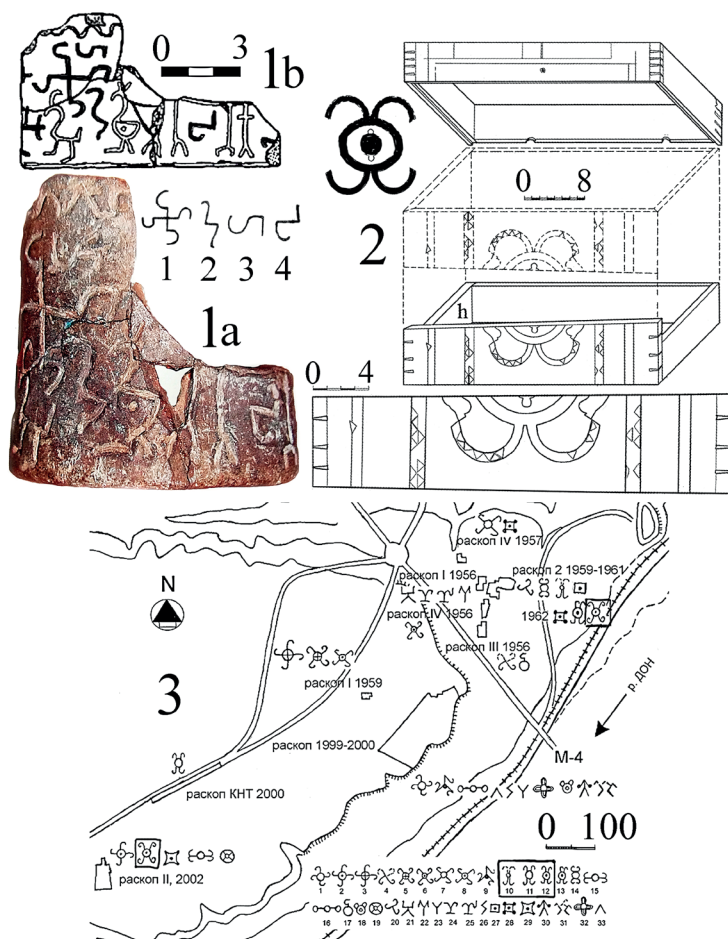 0 3
1b
1 2 3 4
1a
0 8
2
h
0 4
N
3
раскоп IV 1957
раскоп I 1956
раскоп 2 1959-1961
раскоп IV 1956
1962
раскоп III 1956
раскоп I 1959
р. ДОН
раскоп 1999-2000
М-4
раскоп КНТ 2000
0 100
раскоп II, 2002
1 2 3 4 5 6 7 8 9 10 11 12 13 14 15
16 17 18 19 20 21 22 23 24 25 26 27 28 29 30 31 32 33